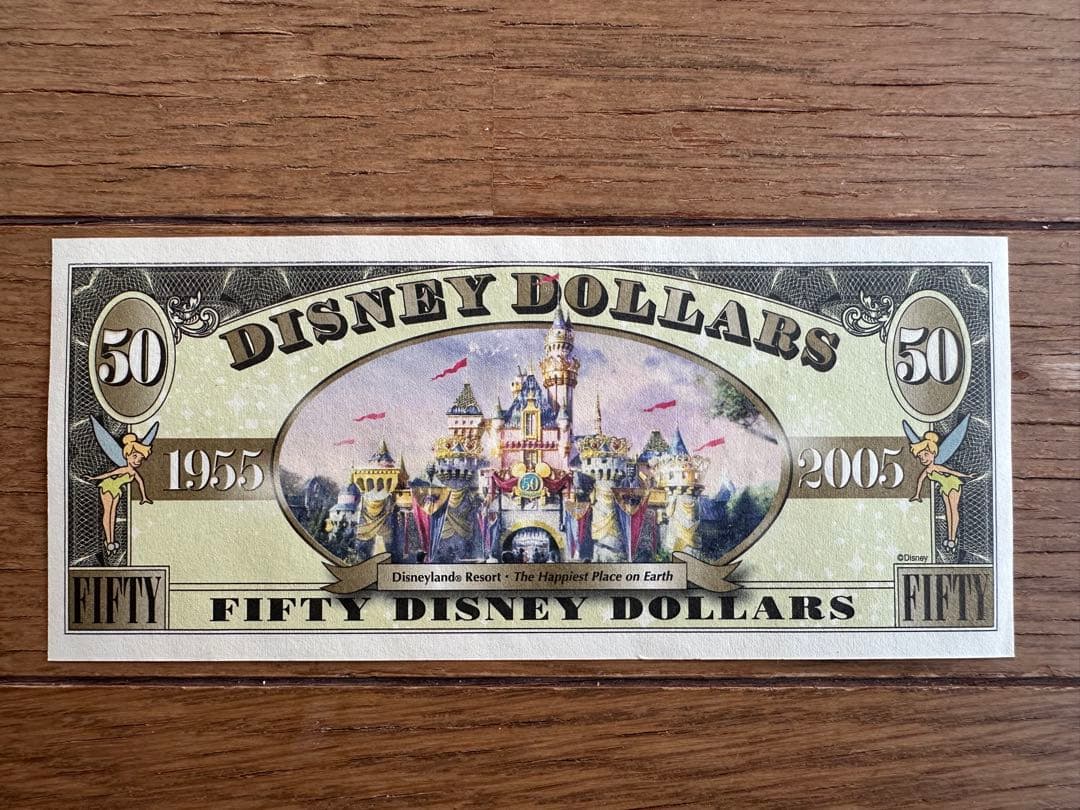 DISNEY DOLLARS
50
50
1955
2005
50
©Disney
Disneyland® Resort • The Happiest Place on Earth
FIFTY
FIFTY
FIFTY DISNEY DOLLARS